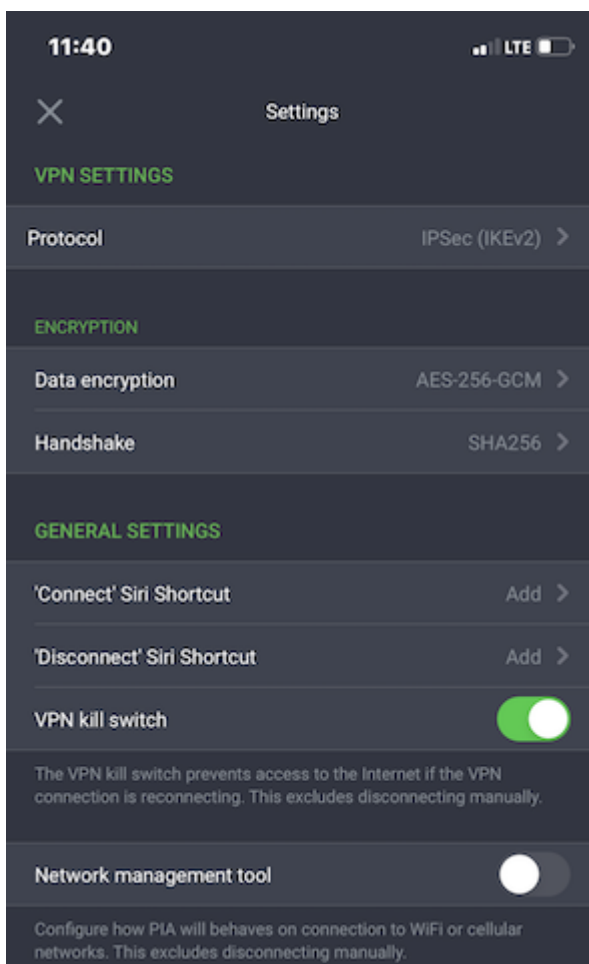 11:40 LTE
Settings
VPN SETTINGS
Protocol IPSec (IKEv2)
ENCRYPTION
Data encryption AES-256-GCM
Handshake SHA256
GENERAL SETTINGS
'Connect' Siri Shortcut Add
'Disconnect' Siri Shortcut Add
VPN kill switch
The VPN kill switch prevents access to the Internet if the VPN
connection is reconnecting. This excludes disconnecting manually.
Network management tool
Configure how PIA will behaves on connection to WiFi or cellular
networks. This excludes disconnecting manually.